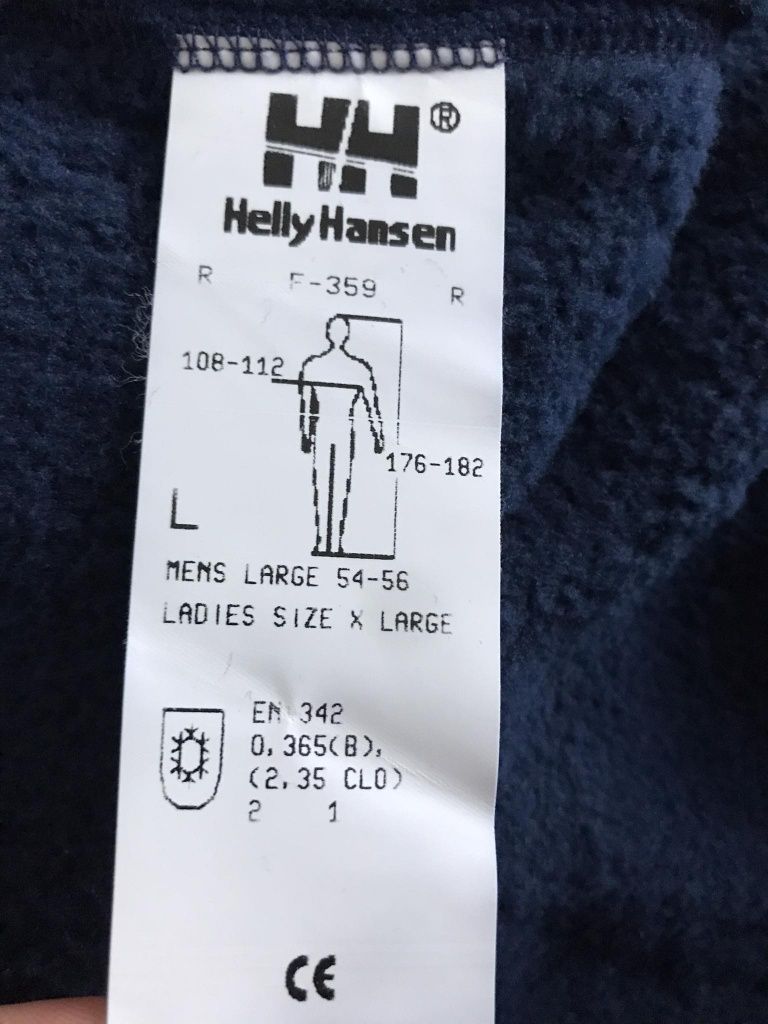 HH®
Helly Hansen
R F-359 R
108-112
176-182
L
MENS LARGE 54-56
LADIES SIZE X LARGE
EN 342
0,365(B),
(2,35 CLO)
2 1
CE